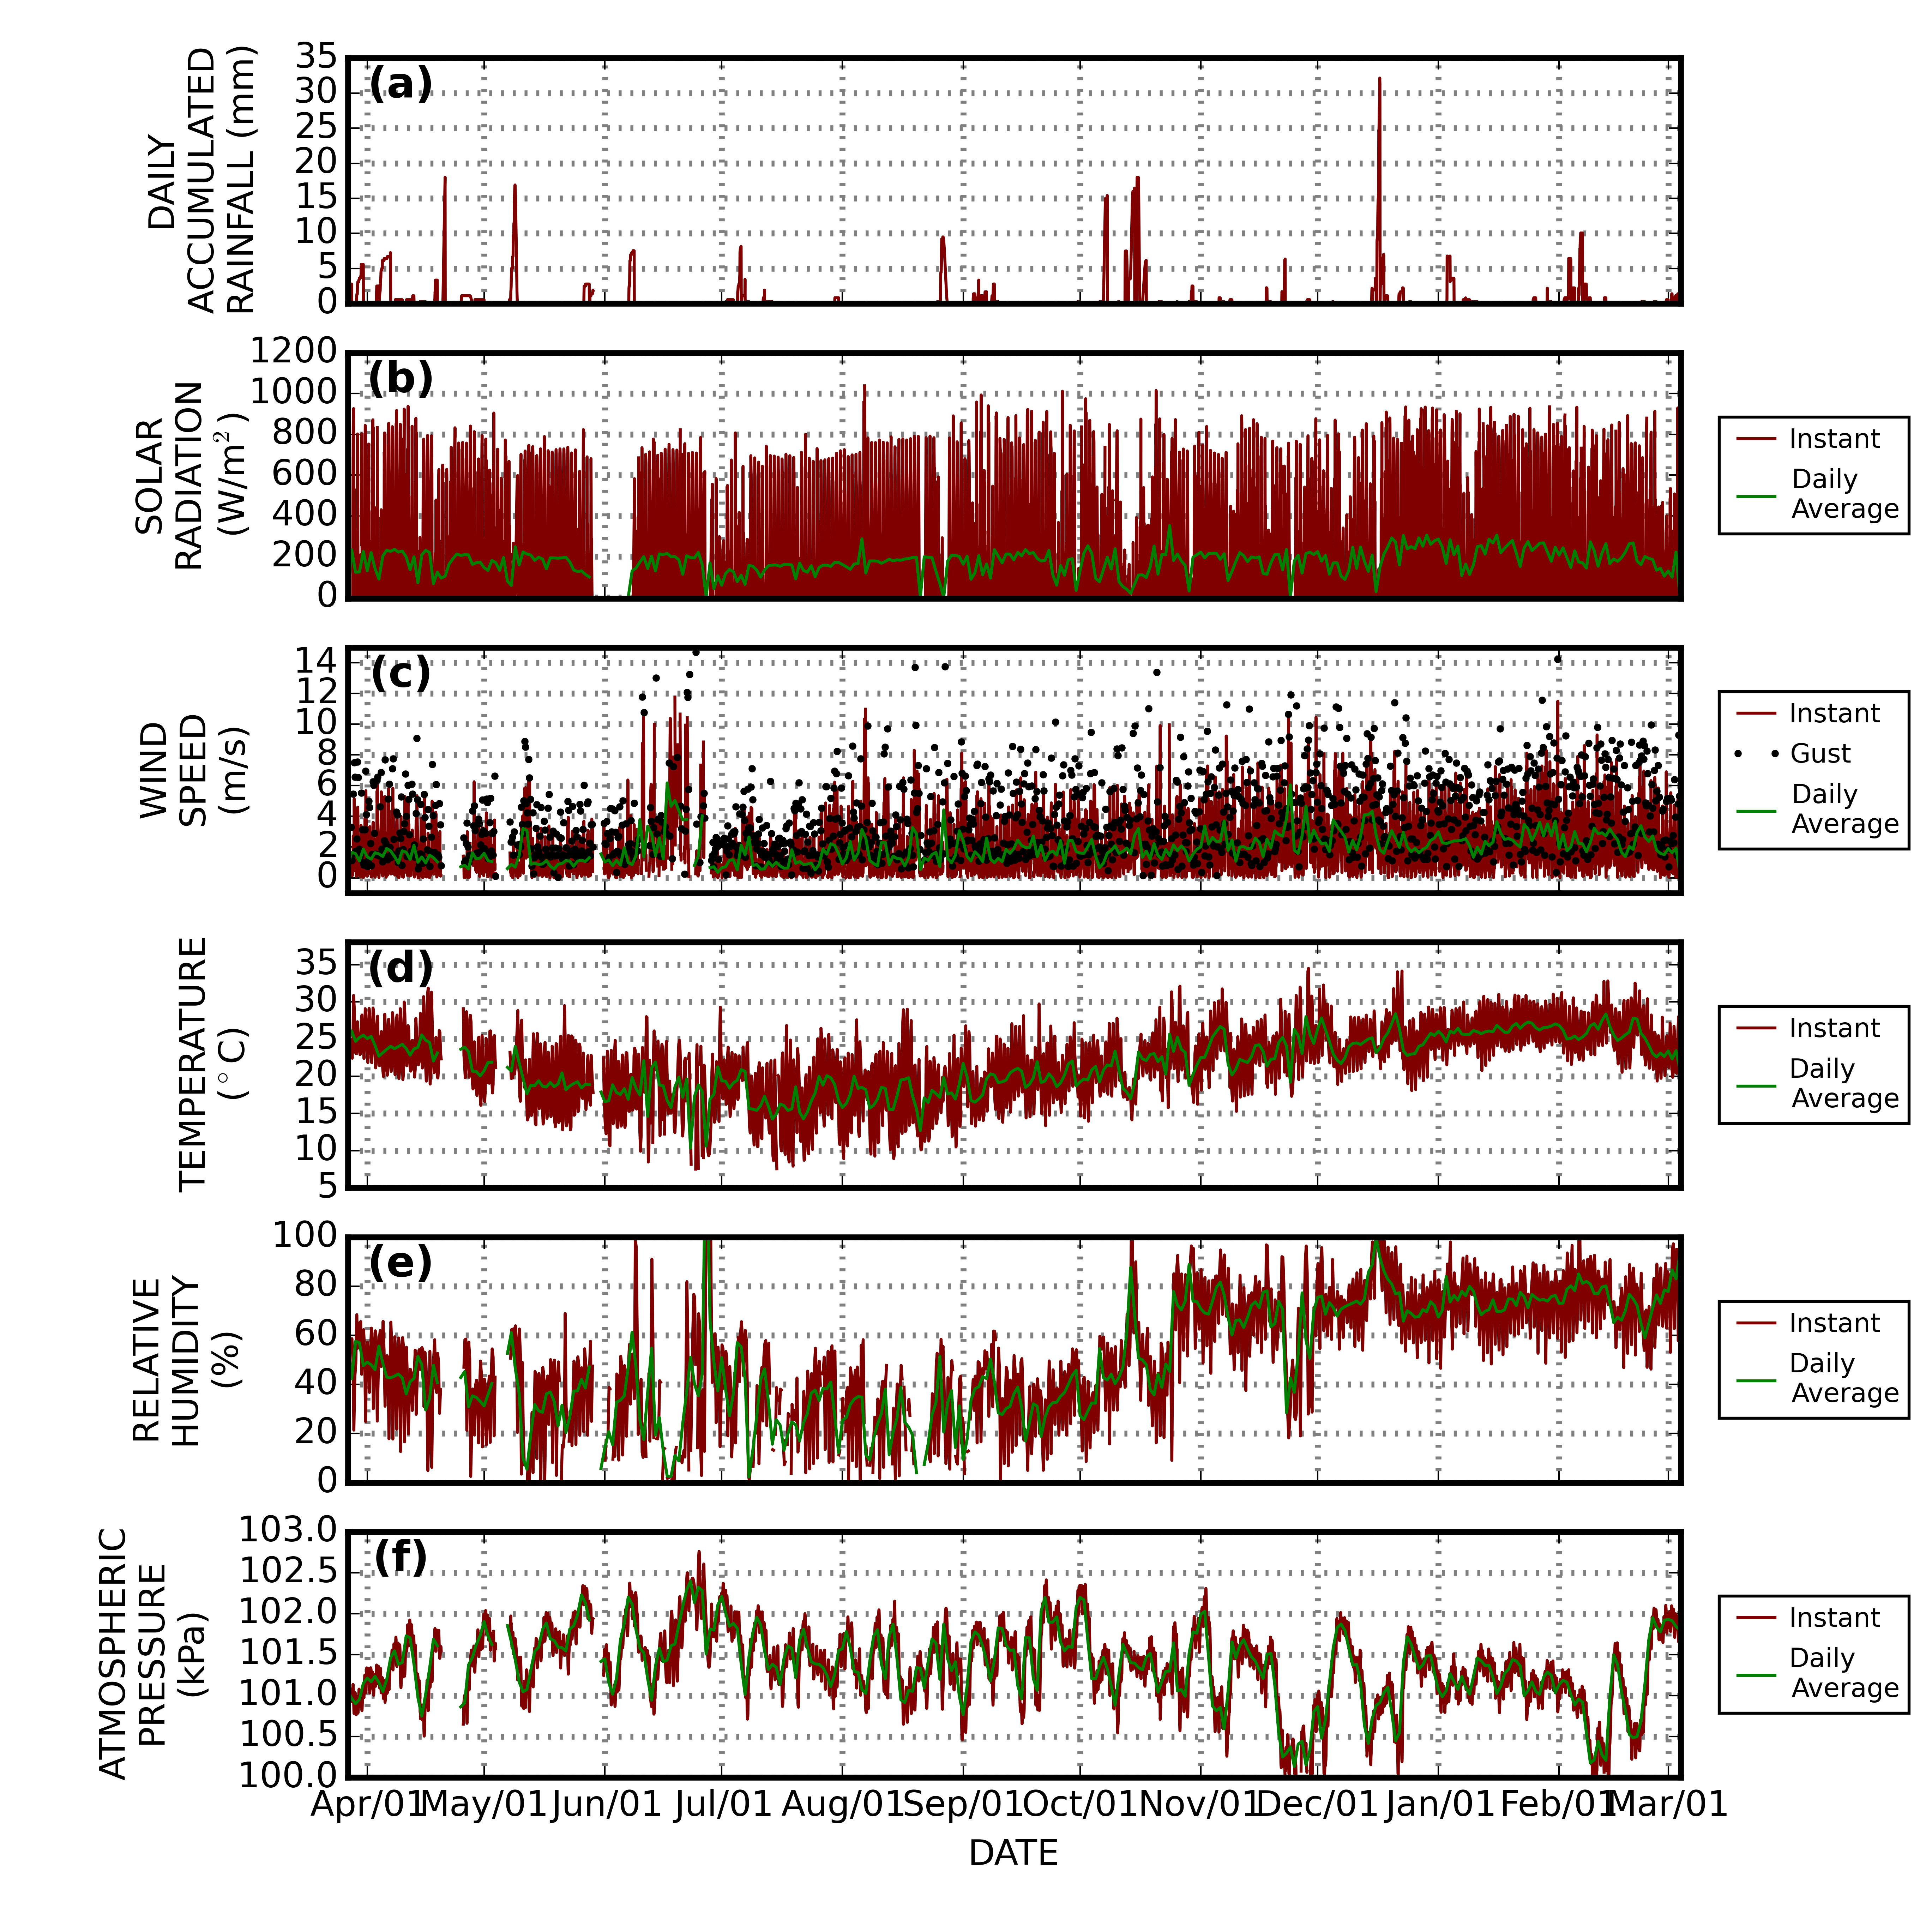 DAILY
ACCUMULATED
RAINFALL (mm)
35
30
25
20
15
10
5
0
(a)
SOLAR
RADIATION
(W/m²)
1200
1000
800
600
400
200
0
(b)
Instant
Daily
Average
WIND
SPEED
(m/s)
14
12
10
8
6
4
2
0
(c)
Instant
Gust
Daily
Average
TEMPERATURE
(°C)
35
30
25
20
15
10
5
(d)
Instant
Daily
Average
RELATIVE
HUMIDITY
(%)
100
80
60
40
20
0
(e)
Instant
Daily
Average
ATMOSPHERIC
PRESSURE
(kPa)
103.0
102.5
102.0
101.5
101.0
100.5
100.0
(f)
Instant
Daily
Average
Apr/01 May/01 Jun/01 Jul/01 Aug/01 Sep/01 Oct/01 Nov/01 Dec/01 Jan/01 Feb/01 Mar/01
DATE